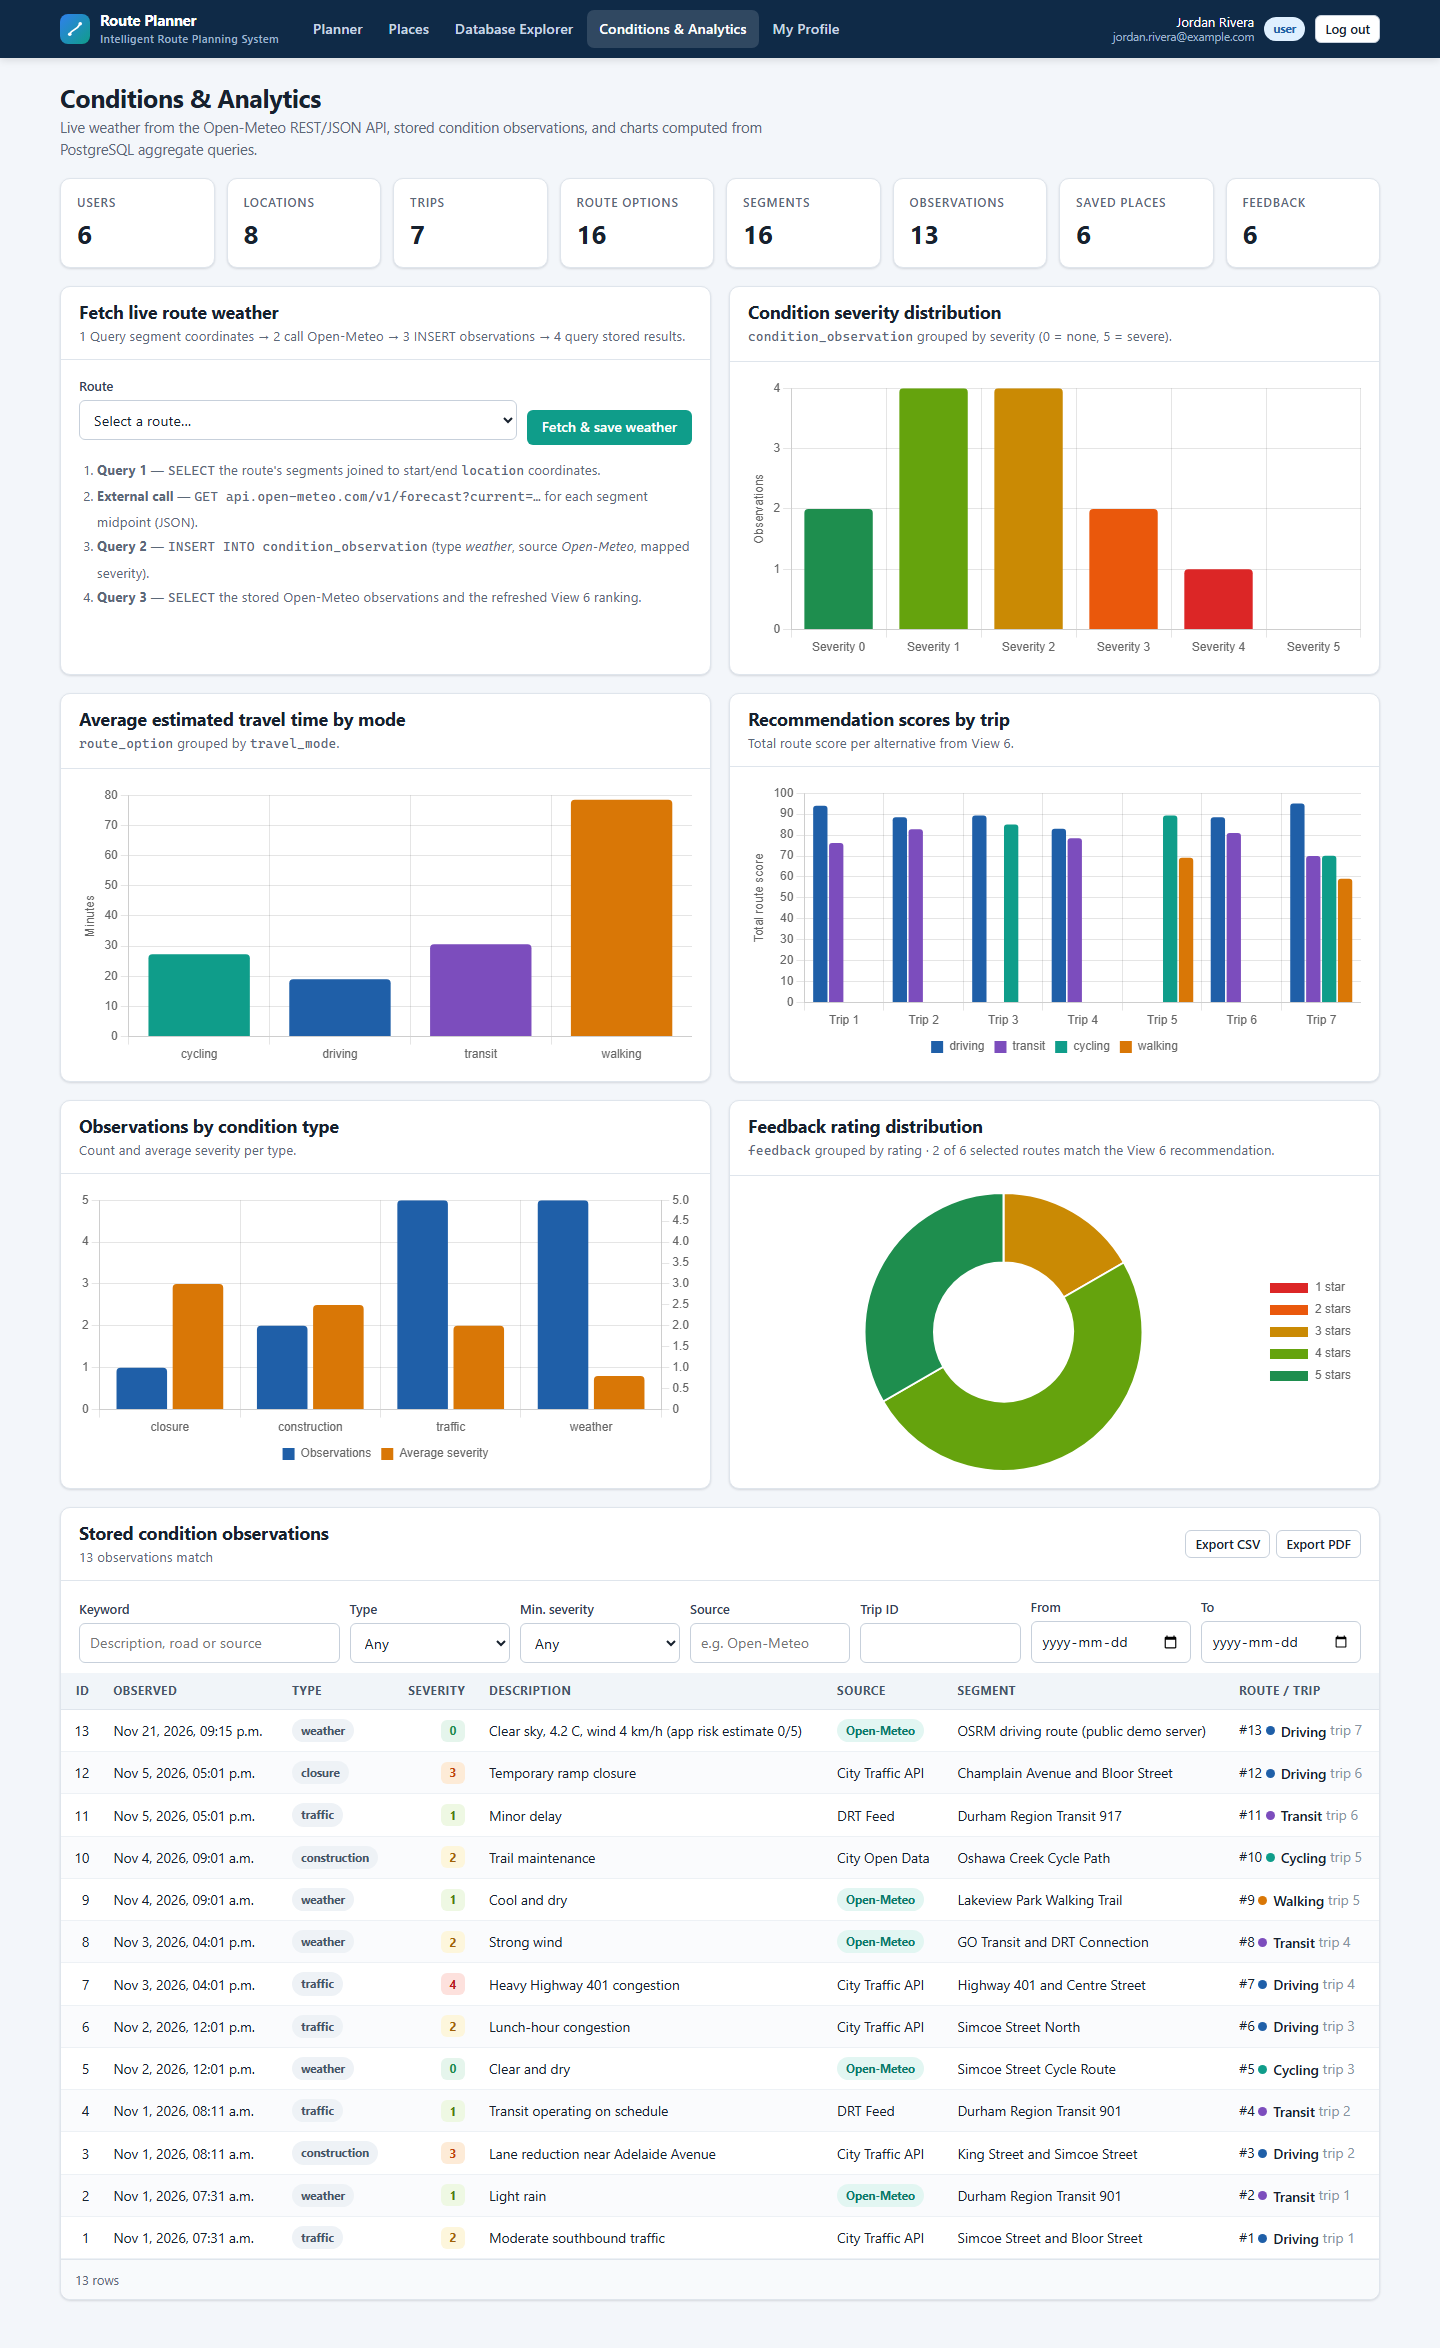 Route Planner
Intelligent Route Planning System
Planner
Places
Database Explorer
Conditions & Analytics
My Profile
Jordan Rivera
jordan.rivera@example.com
user
Log out
Conditions & Analytics
Live weather from the Open-Meteo REST/JSON API, stored condition observations, and charts computed from
PostgreSQL aggregate queries.
USERS
6
LOCATIONS
8
TRIPS
7
ROUTE OPTIONS
16
SEGMENTS
16
OBSERVATIONS
13
SAVED PLACES
6
FEEDBACK
6
Fetch live route weather
1 Query segment coordinates → 2 call Open-Meteo → 3 INSERT observations → 4 query stored results.
Route
Select a route...
Fetch & save weather
1. Query 1 — SELECT the route's segments joined to start/end location coordinates.
2. External call — GET api.open-meteo.com/v1/forecast?current=… for each segment
midpoint (JSON).
3. Query 2 — INSERT INTO condition_observation (type weather, source Open-Meteo, mapped
severity).
4. Query 3 — SELECT the stored Open-Meteo observations and the refreshed View 6 ranking.
Condition severity distribution
condition_observation grouped by severity (0 = none, 5 = severe).
Observations
4
3
2
1
0
Severity 0
Severity 1
Severity 2
Severity 3
Severity 4
Severity 5
Average estimated travel time by mode
route_option grouped by travel_mode.
Minutes
80
70
60
50
40
30
20
10
0
cycling
driving
transit
walking
Recommendation scores by trip
Total route score per alternative from View 6.
Total route score
100
90
80
70
60
50
40
30
20
10
0
Trip 1
Trip 2
Trip 3
Trip 4
Trip 5
Trip 6
Trip 7
driving
transit
cycling
walking
Observations by condition type
Count and average severity per type.
5
4
3
2
1
0
5.0
4.5
4.0
3.5
3.0
2.5
2.0
1.5
1.0
0.5
0
closure
construction
traffic
weather
Observations
Average severity
Feedback rating distribution
feedback grouped by rating · 2 of 6 selected routes match the View 6 recommendation.
1 star
2 stars
3 stars
4 stars
5 stars
Stored condition observations
13 observations match
Export CSV
Export PDF
Keyword
Type
Min. severity
Source
Trip ID
From
To
Description, road or source
Any
Any
e.g. Open-Meteo
yyyy-mm-dd
yyyy-mm-dd
ID OBSERVED TYPE SEVERITY DESCRIPTION SOURCE SEGMENT ROUTE / TRIP
13 Nov 21, 2026, 09:15 p.m. weather 0 Clear sky, 4.2 C, wind 4 km/h (app risk estimate 0/5) Open-Meteo OSRM driving route (public demo server) #13 Driving trip 7
12 Nov 5, 2026, 05:01 p.m. closure 3 Temporary ramp closure City Traffic API Champlain Avenue and Bloor Street #12 Driving trip 6
11 Nov 5, 2026, 05:01 p.m. traffic 1 Minor delay DRT Feed Durham Region Transit 917 #11 Transit trip 6
10 Nov 4, 2026, 09:01 a.m. construction 2 Trail maintenance City Open Data Oshawa Creek Cycle Path #10 Cycling trip 5
9 Nov 4, 2026, 09:01 a.m. weather 1 Cool and dry Open-Meteo Lakeview Park Walking Trail #9 Walking trip 5
8 Nov 3, 2026, 04:01 p.m. weather 2 Strong wind Open-Meteo GO Transit and DRT Connection #8 Transit trip 4
7 Nov 3, 2026, 04:01 p.m. traffic 4 Heavy Highway 401 congestion City Traffic API Highway 401 and Centre Street #7 Driving trip 4
6 Nov 2, 2026, 12:01 p.m. traffic 2 Lunch-hour congestion City Traffic API Simcoe Street North #6 Driving trip 3
5 Nov 2, 2026, 12:01 p.m. weather 0 Clear and dry Open-Meteo Simcoe Street Cycle Route #5 Cycling trip 3
4 Nov 1, 2026, 08:11 a.m. traffic 1 Transit operating on schedule DRT Feed Durham Region Transit 901 #4 Transit trip 2
3 Nov 1, 2026, 08:11 a.m. construction 3 Lane reduction near Adelaide Avenue City Traffic API King Street and Simcoe Street #3 Driving trip 2
2 Nov 1, 2026, 07:31 a.m. weather 1 Light rain Open-Meteo Durham Region Transit 901 #2 Transit trip 1
1 Nov 1, 2026, 07:31 a.m. traffic 2 Moderate southbound traffic City Traffic API Simcoe Street and Bloor Street #1 Driving trip 1
13 rows